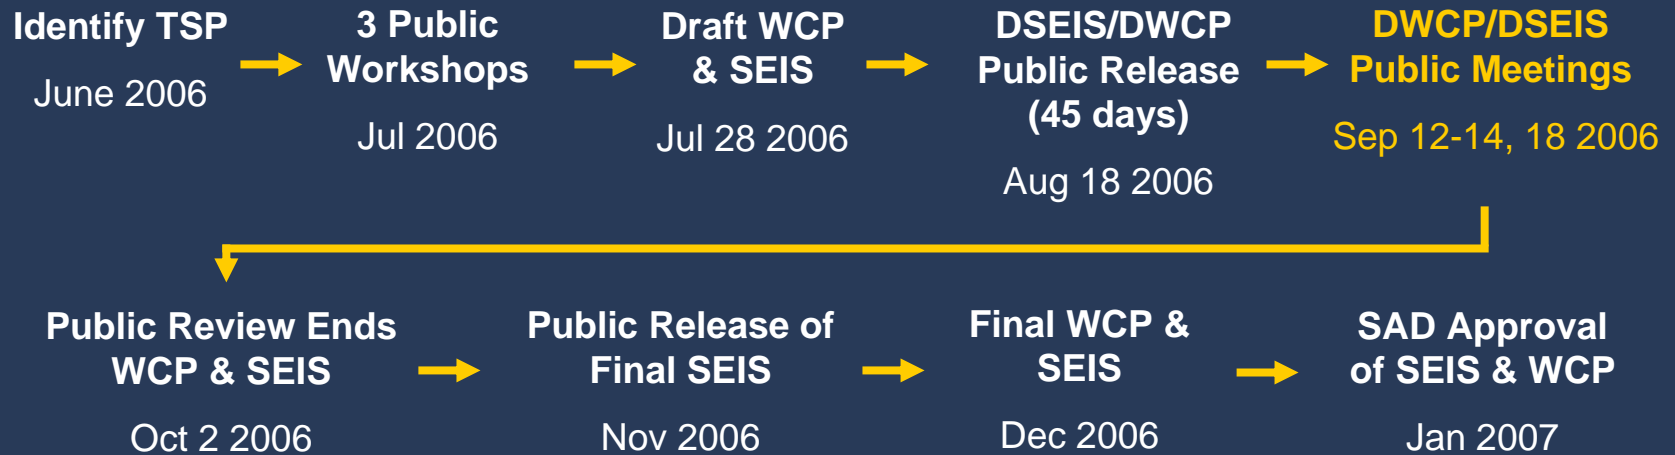 Identify TSP
June 2006
3 Public
Workshops
Jul 2006
Draft WCP
& SEIS
Jul 28 2006
DSEIS/DWCP
Public Release
(45 days)
Aug 18 2006
DWCP/DSEIS
Public Meetings
Sep 12-14, 18 2006
Public Review Ends
WCP & SEIS
Oct 2 2006
Public Release of
Final SEIS
Nov 2006
Final WCP &
SEIS
Dec 2006
SAD Approval
of SEIS & WCP
Jan 2007